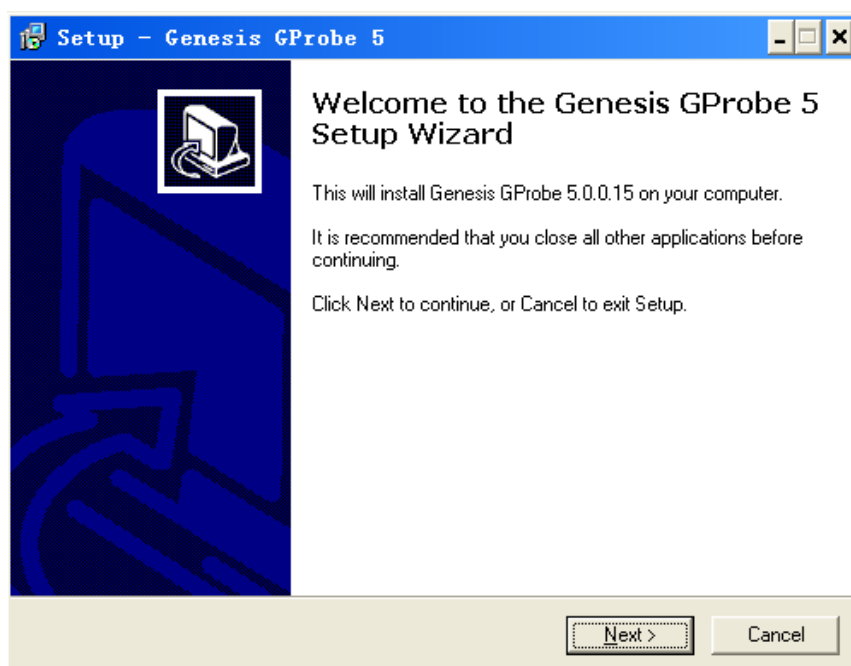 Setup - Genesis GProbe 5
Welcome to the Genesis GProbe 5
Setup Wizard
This will install Genesis GProbe 5.0.0.15 on your computer.
It is recommended that you close all other applications before
continuing.
Click Next to continue, or Cancel to exit Setup.
Next >
Cancel